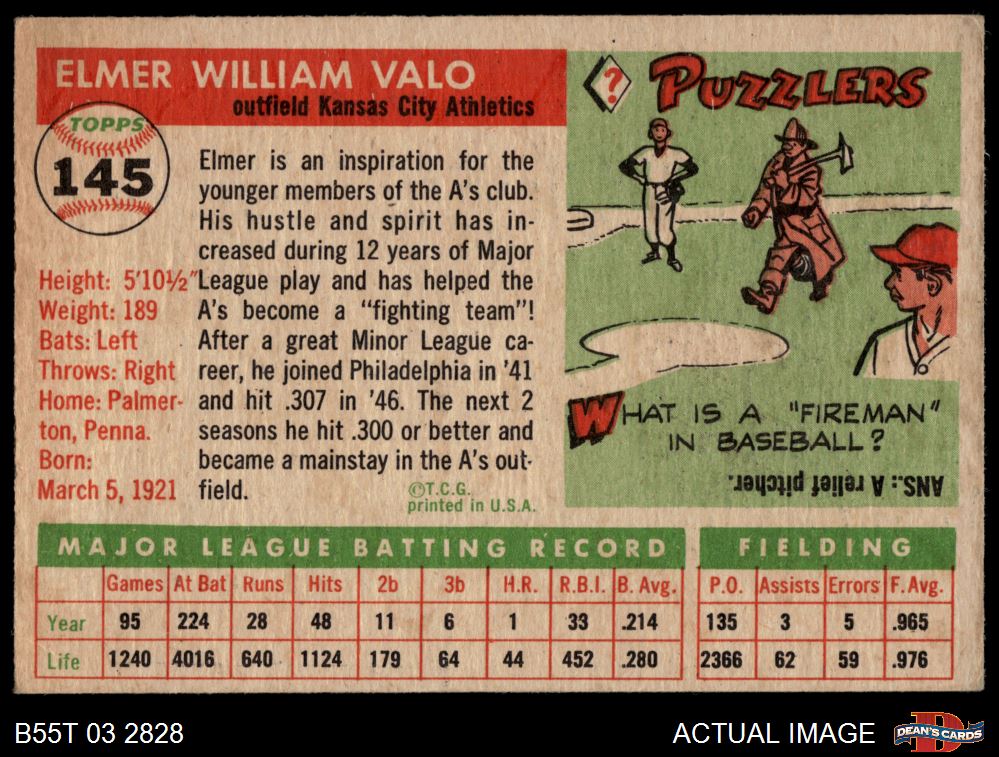 ELMER WILLIAM VALO
outfield Kansas City Athletics
TOPPS
145
Height: 5'10½"
Weight: 189
Bats: Left
Throws: Right
Home: Palmer-
ton, Penna.
Born:
March 5, 1921
Elmer is an inspiration for the
younger members of the A's club.
His hustle and spirit has in-
creased during 12 years of Major
League play and has helped the
A's become a "fighting team"!
After a great Minor League ca-
reer, he joined Philadelphia in '41
and hit .307 in '46. The next 2
seasons he hit .300 or better and
became a mainstay in the A's out-
field.
©T.C.G.
printed in U.S.A.
? PUZZLERS
WHAT IS A "FIREMAN"
IN BASEBALL?
ANS.: A relief pitcher.
MAJOR LEAGUE BATTING RECORD
Games At Bat Runs Hits 2b 3b H.R. R.B.I. B. Avg.
Year 95 224 28 48 11 6 1 33 .214
Life 1240 4016 640 1124 179 64 44 452 .280
FIELDING
P.O. Assists Errors F. Avg.
135 3 5 .965
2366 62 59 .976
B55T 03 2828
ACTUAL IMAGE
DEAN'S CARDS